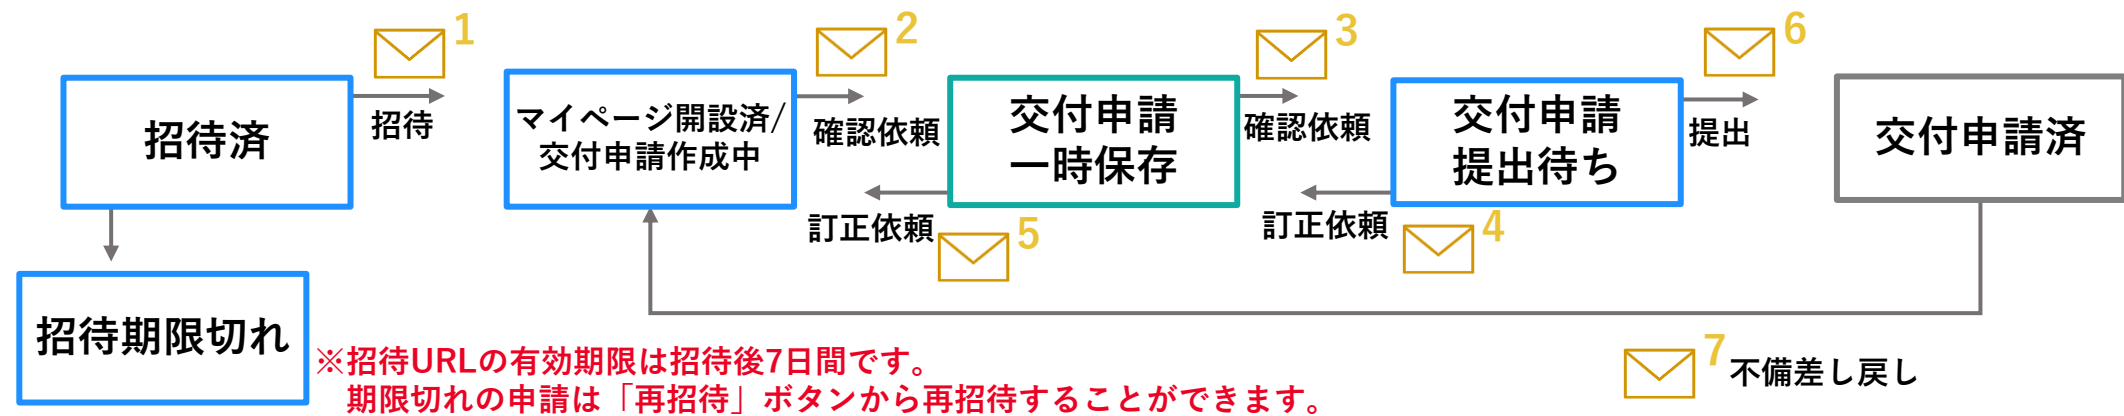 1
2
3
6
招待済
招待
マイページ開設済/
交付申請作成中
確認依頼
交付申請
一時保存
確認依頼
交付申請
提出待ち
提出
交付申請済
訂正依頼
5
訂正依頼
4
招待期限切れ
※招待URLの有効期限は招待後7日間です。
期限切れの申請は「再招待」ボタンから再招待することができます。
7
不備差し戻し